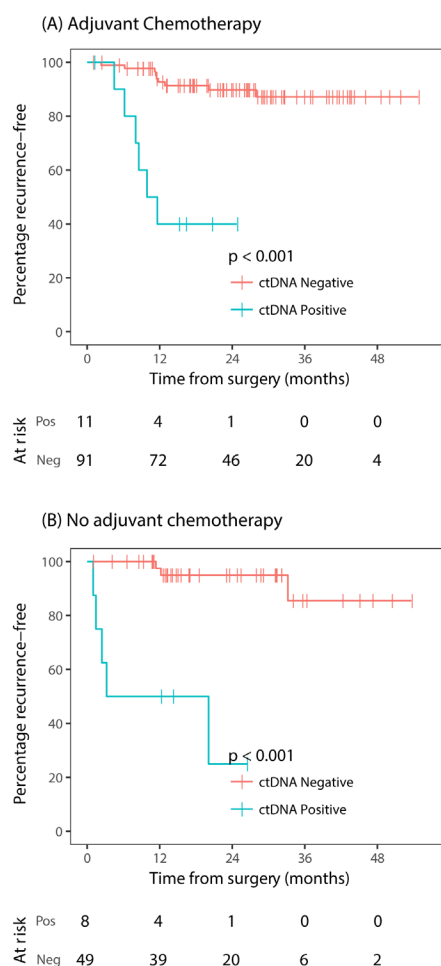 (A) Adjuvant Chemotherapy
Percentage recurrence−free
100
80
60
40
20
0
p < 0.001
ctDNA Negative
ctDNA Positive
0 12 24 36 48
Time from surgery (months)
At risk
Pos 11 4 1 0 0
Neg 91 72 46 20 4
(B) No adjuvant chemotherapy
Percentage recurrence−free
100
80
60
40
20
0
p < 0.001
ctDNA Negative
ctDNA Positive
0 12 24 36 48
Time from surgery (months)
At risk
Pos 8 4 1 0 0
Neg 49 39 20 6 2